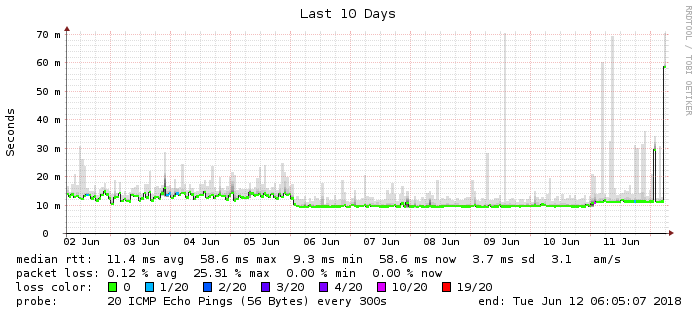 Last 10 Days
RRDTOOL / TOBI OETIKER
Seconds
70 m
60 m
50 m
40 m
30 m
20 m
10 m
0
02 Jun 03 Jun 04 Jun 05 Jun 06 Jun 07 Jun 08 Jun 09 Jun 10 Jun 11 Jun
median rtt: 11.4 ms avg 58.6 ms max 9.3 ms min 58.6 ms now 3.7 ms sd 3.1 am/s
packet loss: 0.12 % avg 25.31 % max 0.00 % min 0.00 % now
loss color: 0 1/20 2/20 3/20 4/20 10/20 19/20
probe: 20 ICMP Echo Pings (56 Bytes) every 300s end: Tue Jun 12 06:05:07 2018